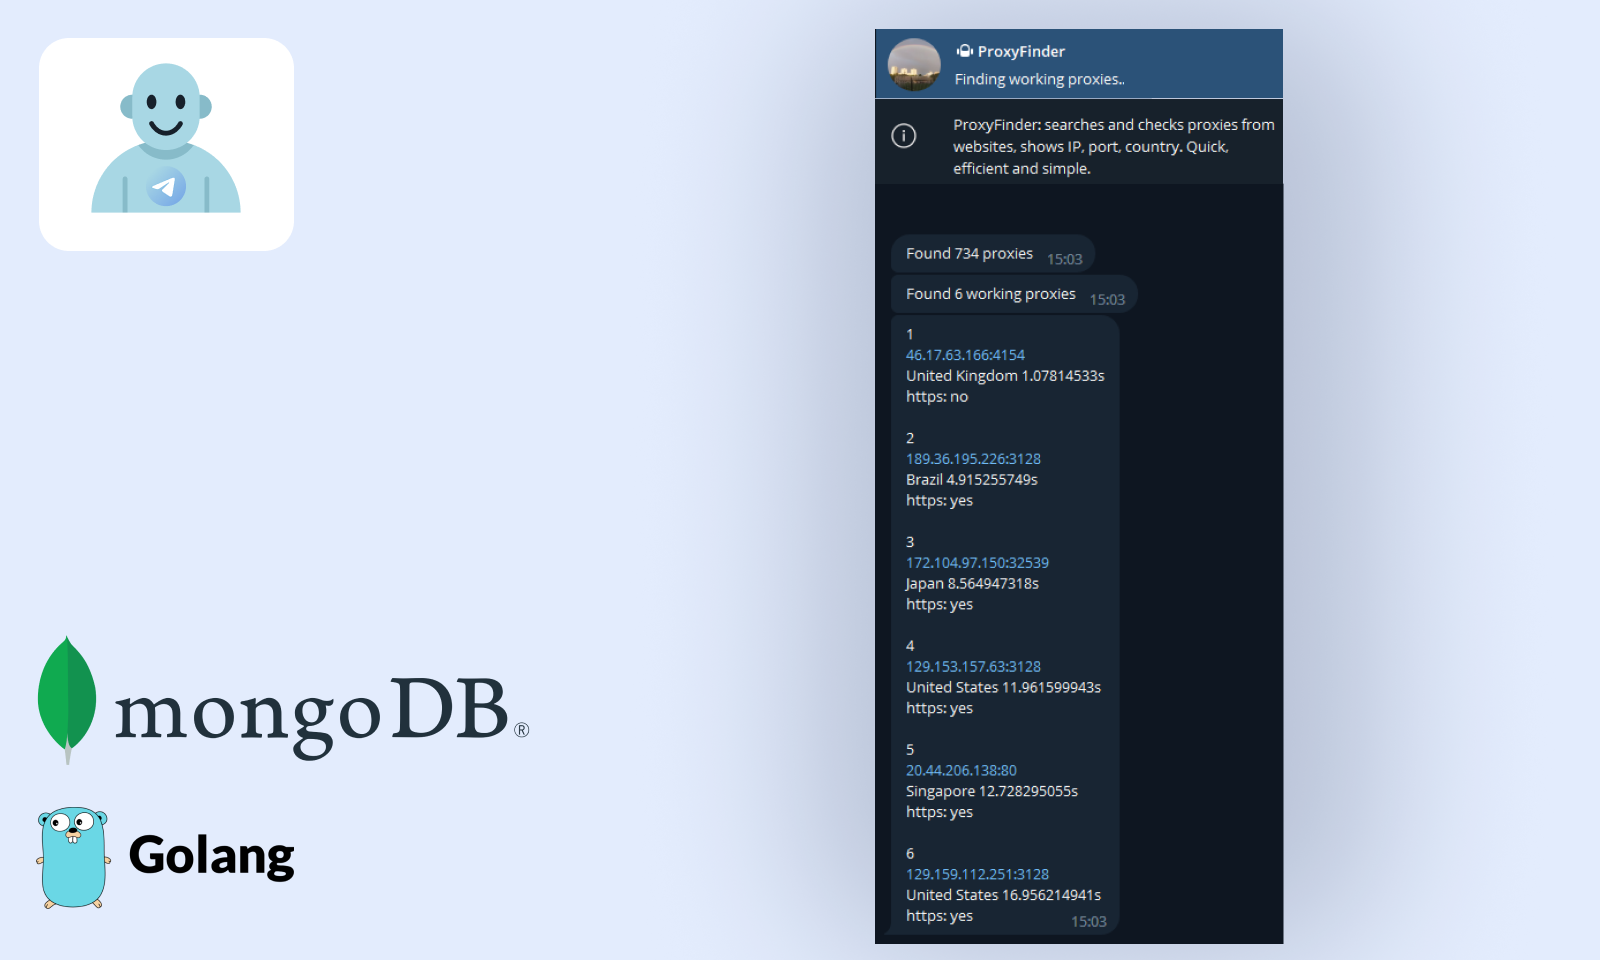 ProxyFinder
Finding working proxies..
ProxyFinder: searches and checks proxies from
websites, shows IP, port, country. Quick,
efficient and simple.
Found 734 proxies 15:03
Found 6 working proxies 15:03
1
46.17.63.166:4154
United Kingdom 1.07814533s
https: no
2
189.36.195.226:3128
Brazil 4.915255749s
https: yes
3
172.104.97.150:32539
Japan 8.564947318s
https: yes
4
129.153.157.63:3128
United States 11.961599943s
https: yes
5
20.44.206.138:80
Singapore 12.728295055s
https: yes
6
129.159.112.251:3128
United States 16.956214941s
https: yes
15:03
mongoDB®
Golang